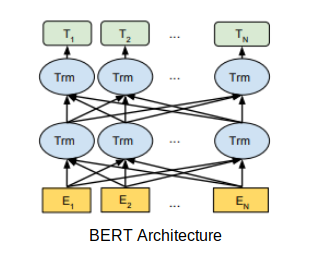 T1 T2 ... TN
Trm Trm ... Trm
Trm Trm ... Trm
E1 E2 ... EN
BERT Architecture